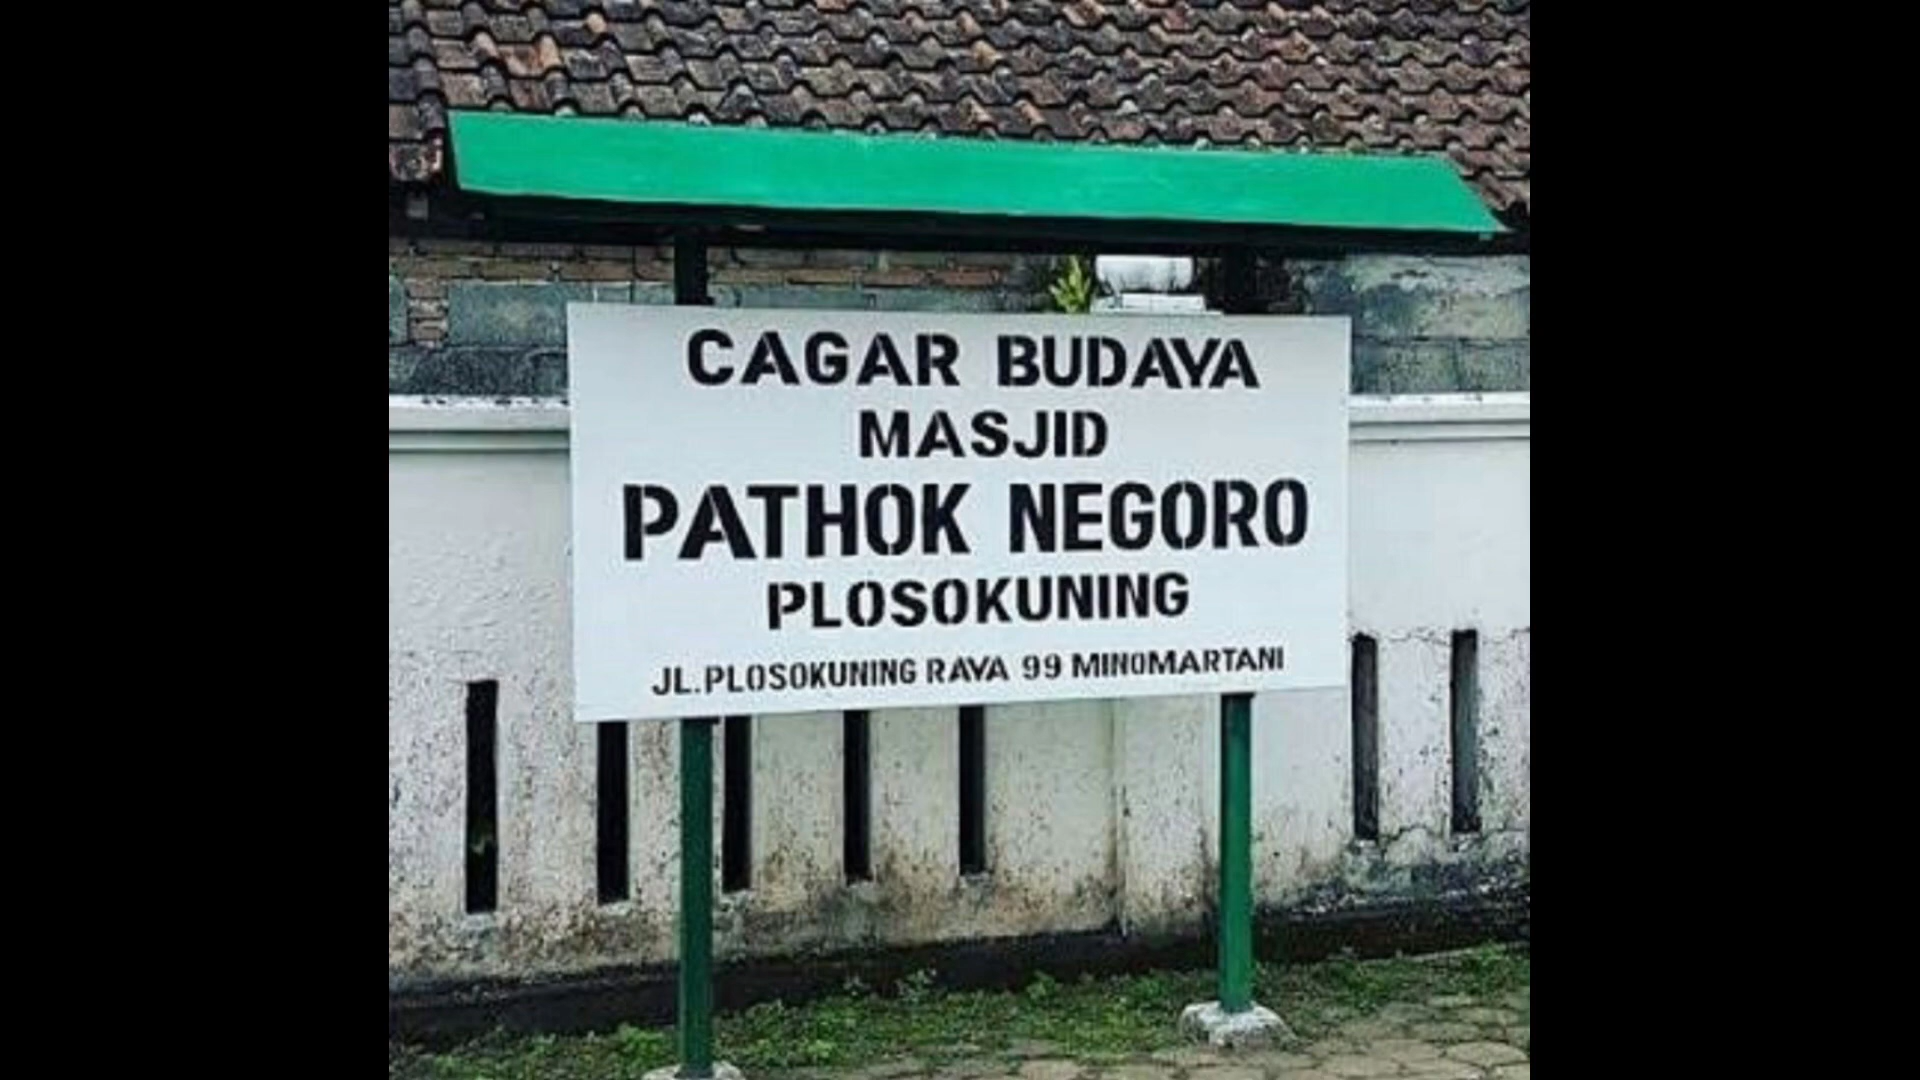 CAGAR BUDAYA
MASJID
PATHOK NEGORO
PLOSOKUNING
JL.PLOSOKUNING RAYA 99 MINOMARTANI